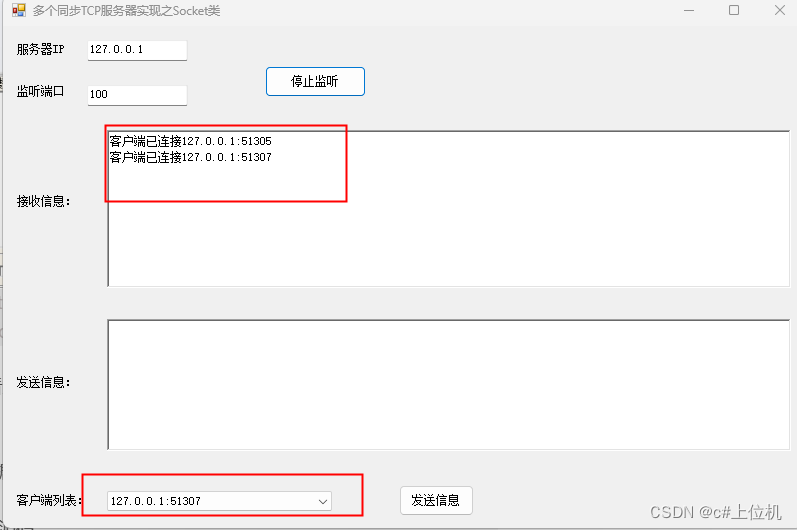 多个同步TCP服务器实现之Socket类
服务器IP
127.0.0.1
监听端口
100
停止监听
客户端已连接127.0.0.1:51305
客户端已连接127.0.0.1:51307
接收信息:
发送信息:
客户端列表:
127.0.0.1:51307
发送信息
CSDN @c#上位机